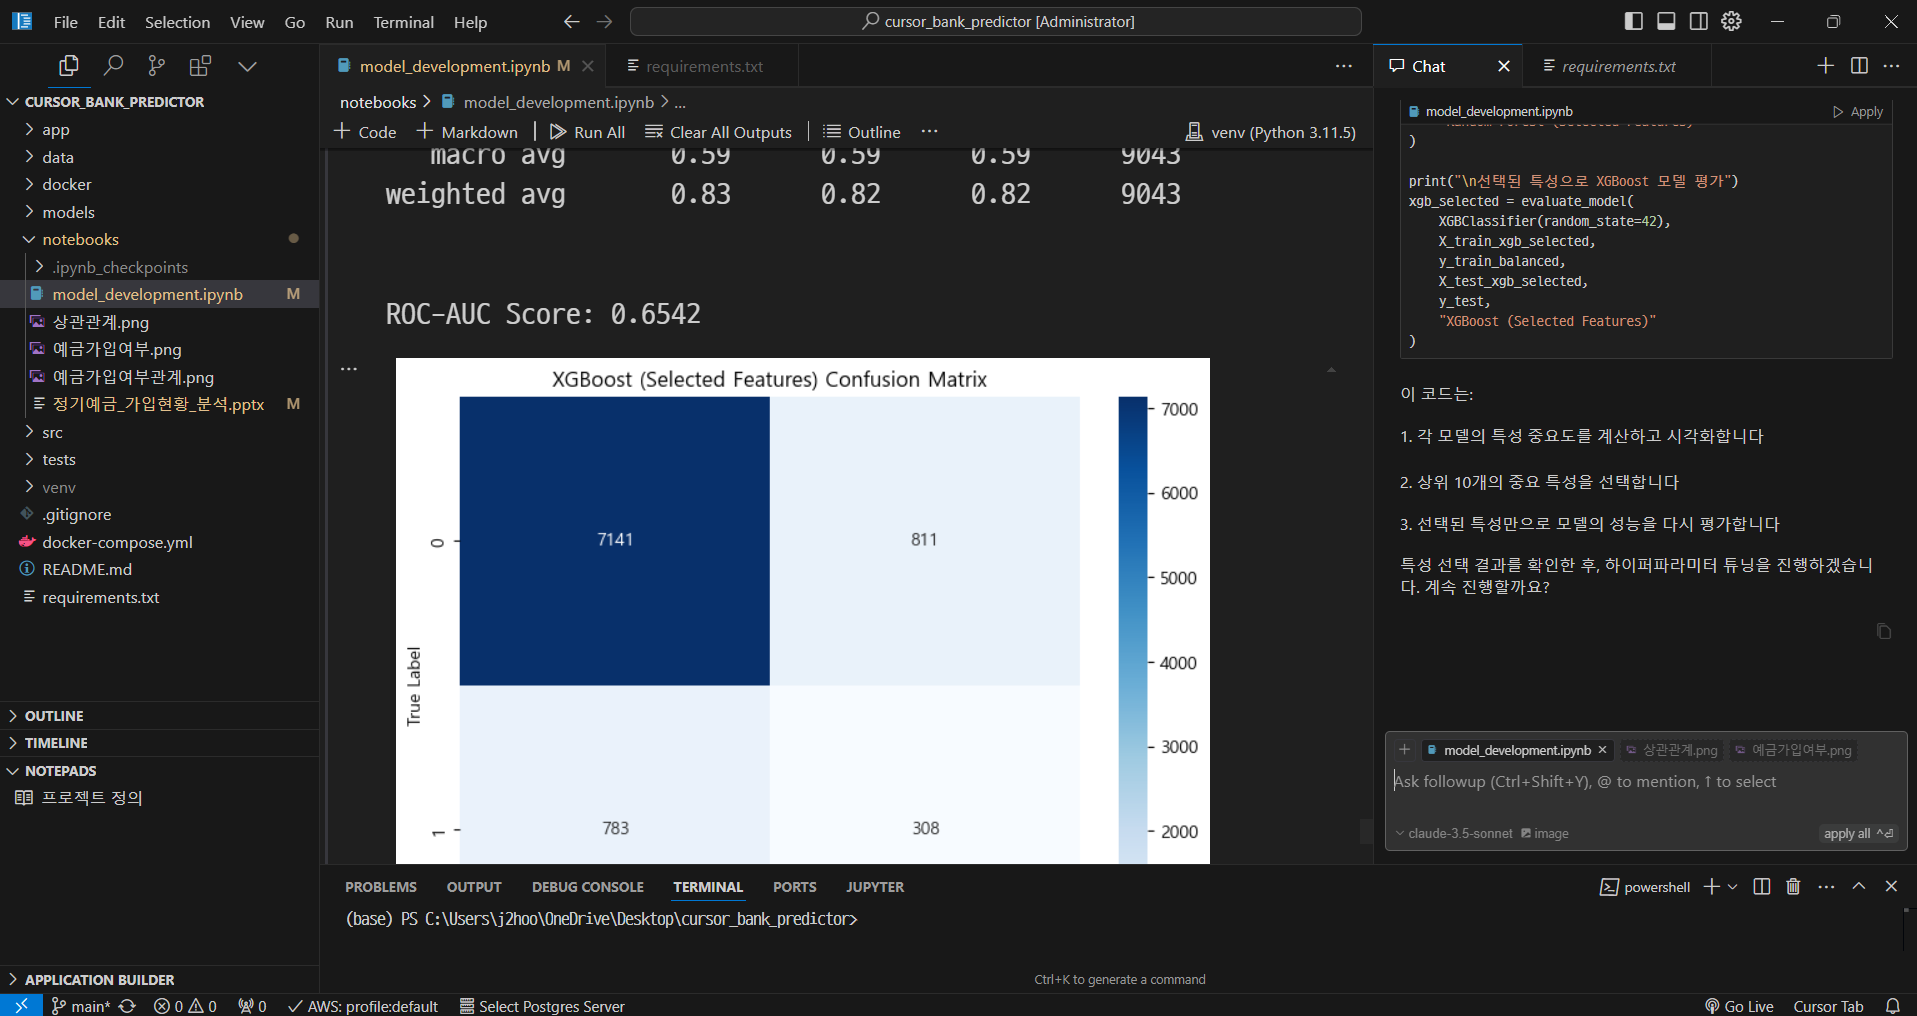 File Edit Selection View Go Run Terminal Help
cursor_bank_predictor [Administrator]
CURSOR_BANK_PREDICTOR
app
data
docker
models
notebooks
.ipynb_checkpoints
model_development.ipynb M
상관관계.png
예금가입여부.png
예금가입여부관계.png
정기예금_가입현황_분석.pptx M
src
tests
venv
.gitignore
docker-compose.yml
README.md
requirements.txt
OUTLINE
TIMELINE
NOTEPADS
프로젝트 정의
APPLICATION BUILDER
model_development.ipynb M
requirements.txt
notebooks > model_development.ipynb > ...
Code Markdown Run All Clear All Outputs Outline ... venv (Python 3.11.5)
macro avg 0.59 0.59 0.59 9043
weighted avg 0.83 0.82 0.82 9043
ROC-AUC Score: 0.6542
XGBoost (Selected Features) Confusion Matrix
True Label
0
1
7141 811
783 308
7000
6000
5000
4000
3000
2000
PROBLEMS OUTPUT DEBUG CONSOLE TERMINAL PORTS JUPYTER
powershell
(base) PS C:\Users\j2hoo\OneDrive\Desktop\cursor_bank_predictor>
Ctrl+K to generate a command
Chat
requirements.txt
model_development.ipynb Apply
)
print("\n선택된 특성으로 XGBoost 모델 평가")
xgb_selected = evaluate_model(
XGBClassifier(random_state=42),
X_train_xgb_selected,
y_train_balanced,
X_test_xgb_selected,
y_test,
"XGBoost (Selected Features)"
)
이 코드는:
1. 각 모델의 특성 중요도를 계산하고 시각화합니다
2. 상위 10개의 중요 특성을 선택합니다
3. 선택된 특성만으로 모델의 성능을 다시 평가합니다
특성 선택 결과를 확인한 후, 하이퍼파라미터 튜닝을 진행하겠습니
다. 계속 진행할까요?
model_development.ipynb 상관관계.png 예금가입여부.png
Ask followup (Ctrl+Shift+Y), @ to mention, ↑ to select
claude-3.5-sonnet image apply all
main* 0 0 0 AWS: profile:default Select Postgres Server Go Live Cursor Tab